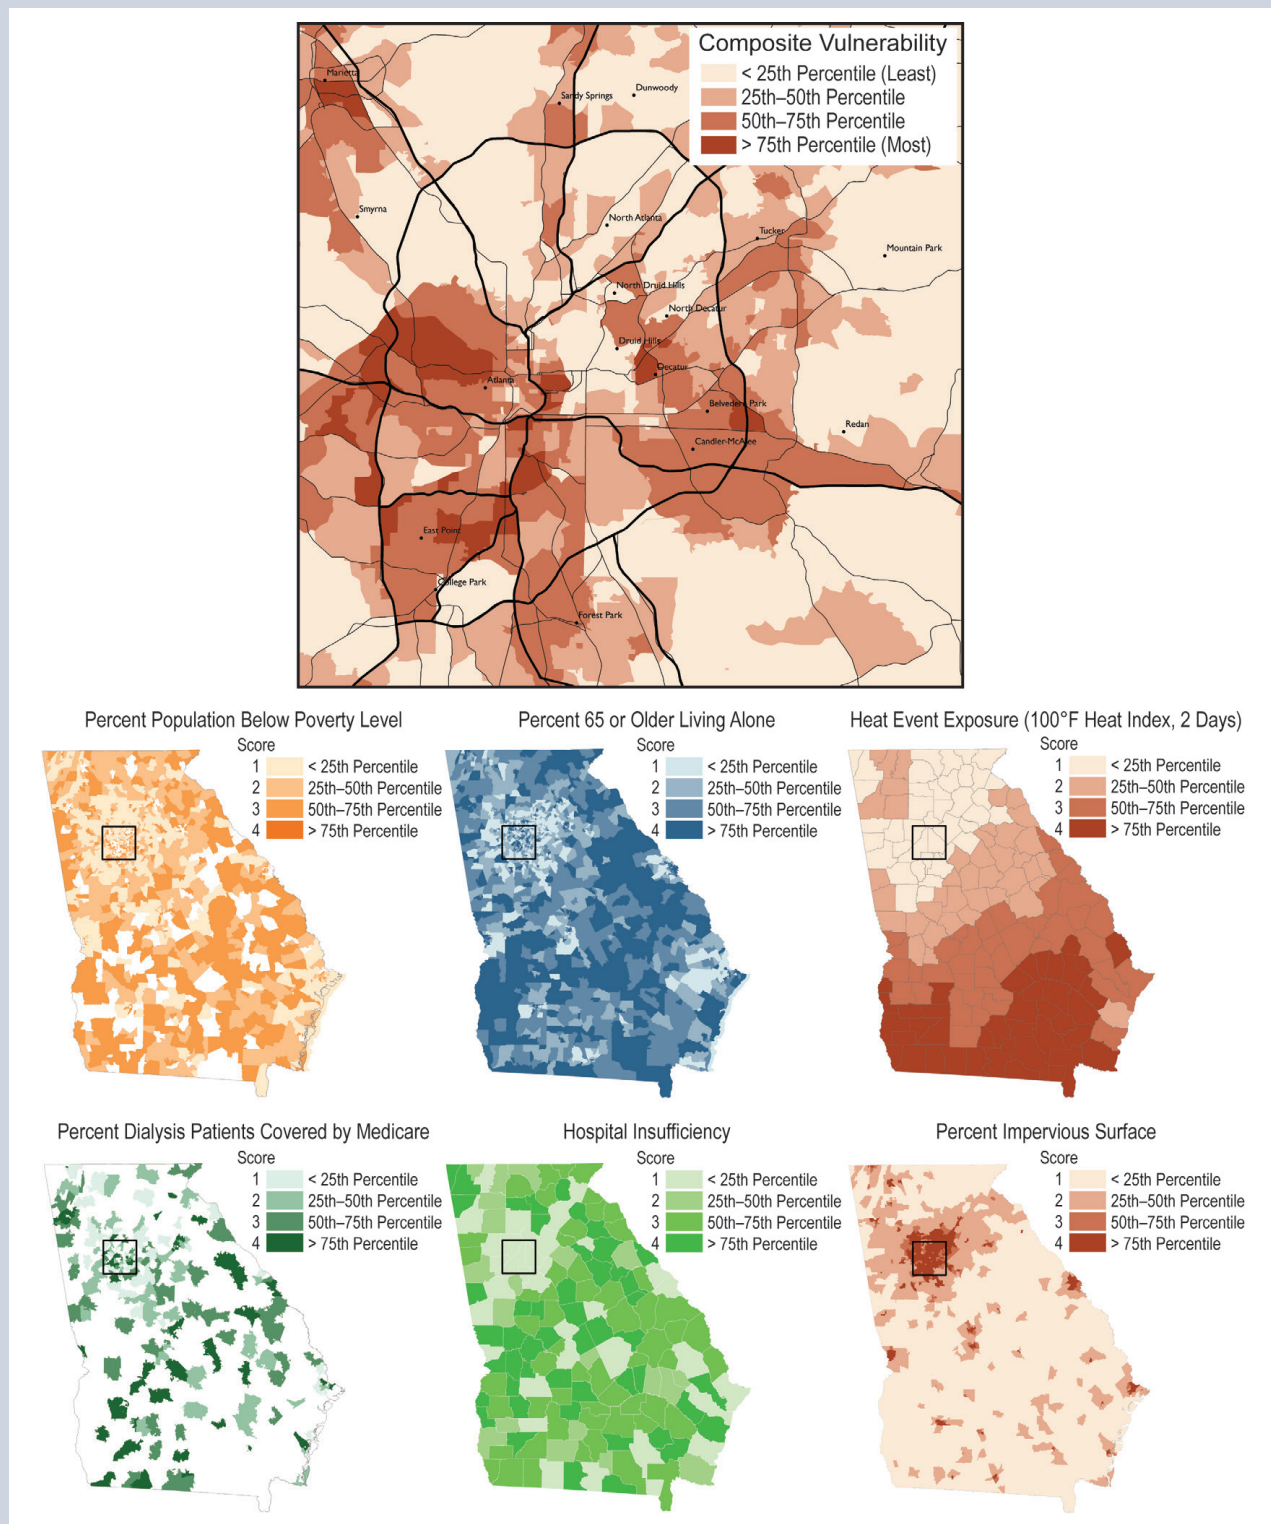 Composite Vulnerability
< 25th Percentile (Least)
25th–50th Percentile
50th–75th Percentile
> 75th Percentile (Most)
Marietta
Sandy Springs
Dunwoody
Smyrna
North Atlanta
Tucker
Mountain Park
North Druid Hills
North Decatur
Druid Hills
Decatur
Atlanta
Belvedere Park
Redan
Candler-McAfee
East Point
College Park
Forest Park
Percent Population Below Poverty Level
Score
1 < 25th Percentile
2 25th–50th Percentile
3 50th–75th Percentile
4 > 75th Percentile
Percent 65 or Older Living Alone
Score
1 < 25th Percentile
2 25th–50th Percentile
3 50th–75th Percentile
4 > 75th Percentile
Heat Event Exposure (100°F Heat Index, 2 Days)
Score
1 < 25th Percentile
2 25th–50th Percentile
3 50th–75th Percentile
4 > 75th Percentile
Percent Dialysis Patients Covered by Medicare
Score
1 < 25th Percentile
2 25th–50th Percentile
3 50th–75th Percentile
4 > 75th Percentile
Hospital Insufficiency
Score
1 < 25th Percentile
2 25th–50th Percentile
3 50th–75th Percentile
4 > 75th Percentile
Percent Impervious Surface
Score
1 < 25th Percentile
2 25th–50th Percentile
3 50th–75th Percentile
4 > 75th Percentile